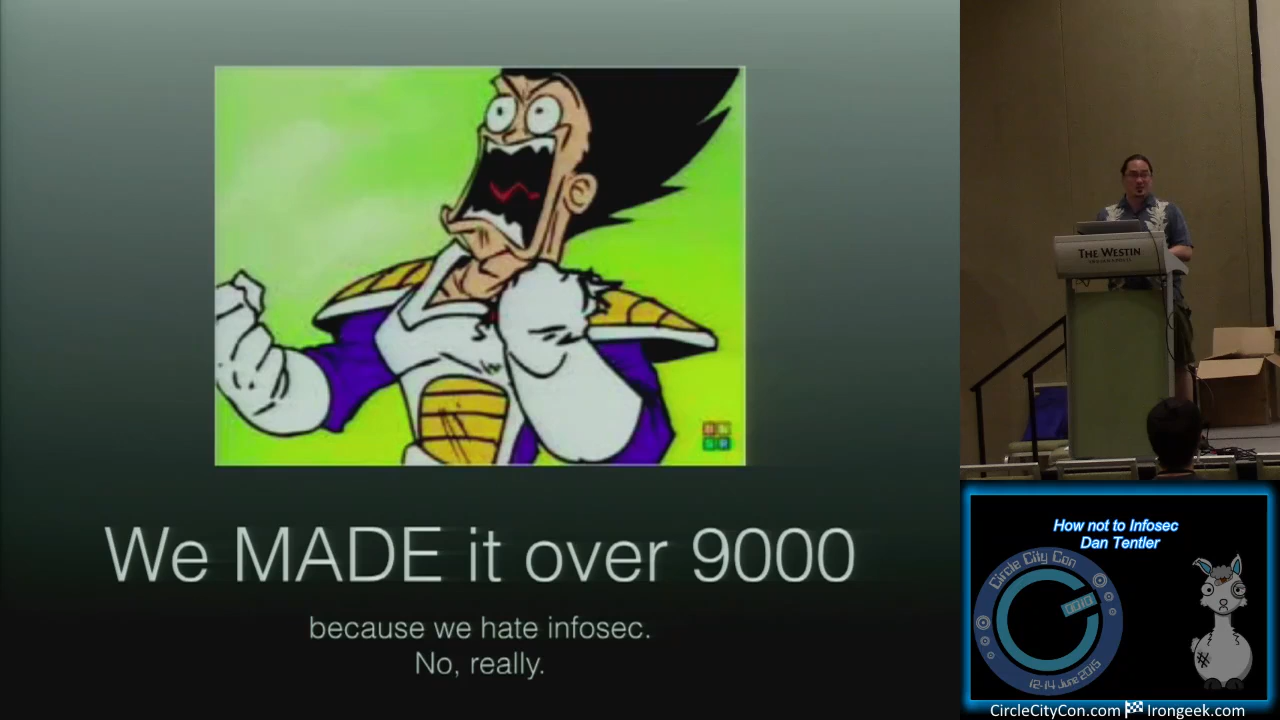 We MADE it over 9000
because we hate infosec.
No, really.
THE WESTIN
How not to Infosec
Dan Tentler
Circle City Con
12-14 June 2015
CircleCityCon.com Irongeek.com